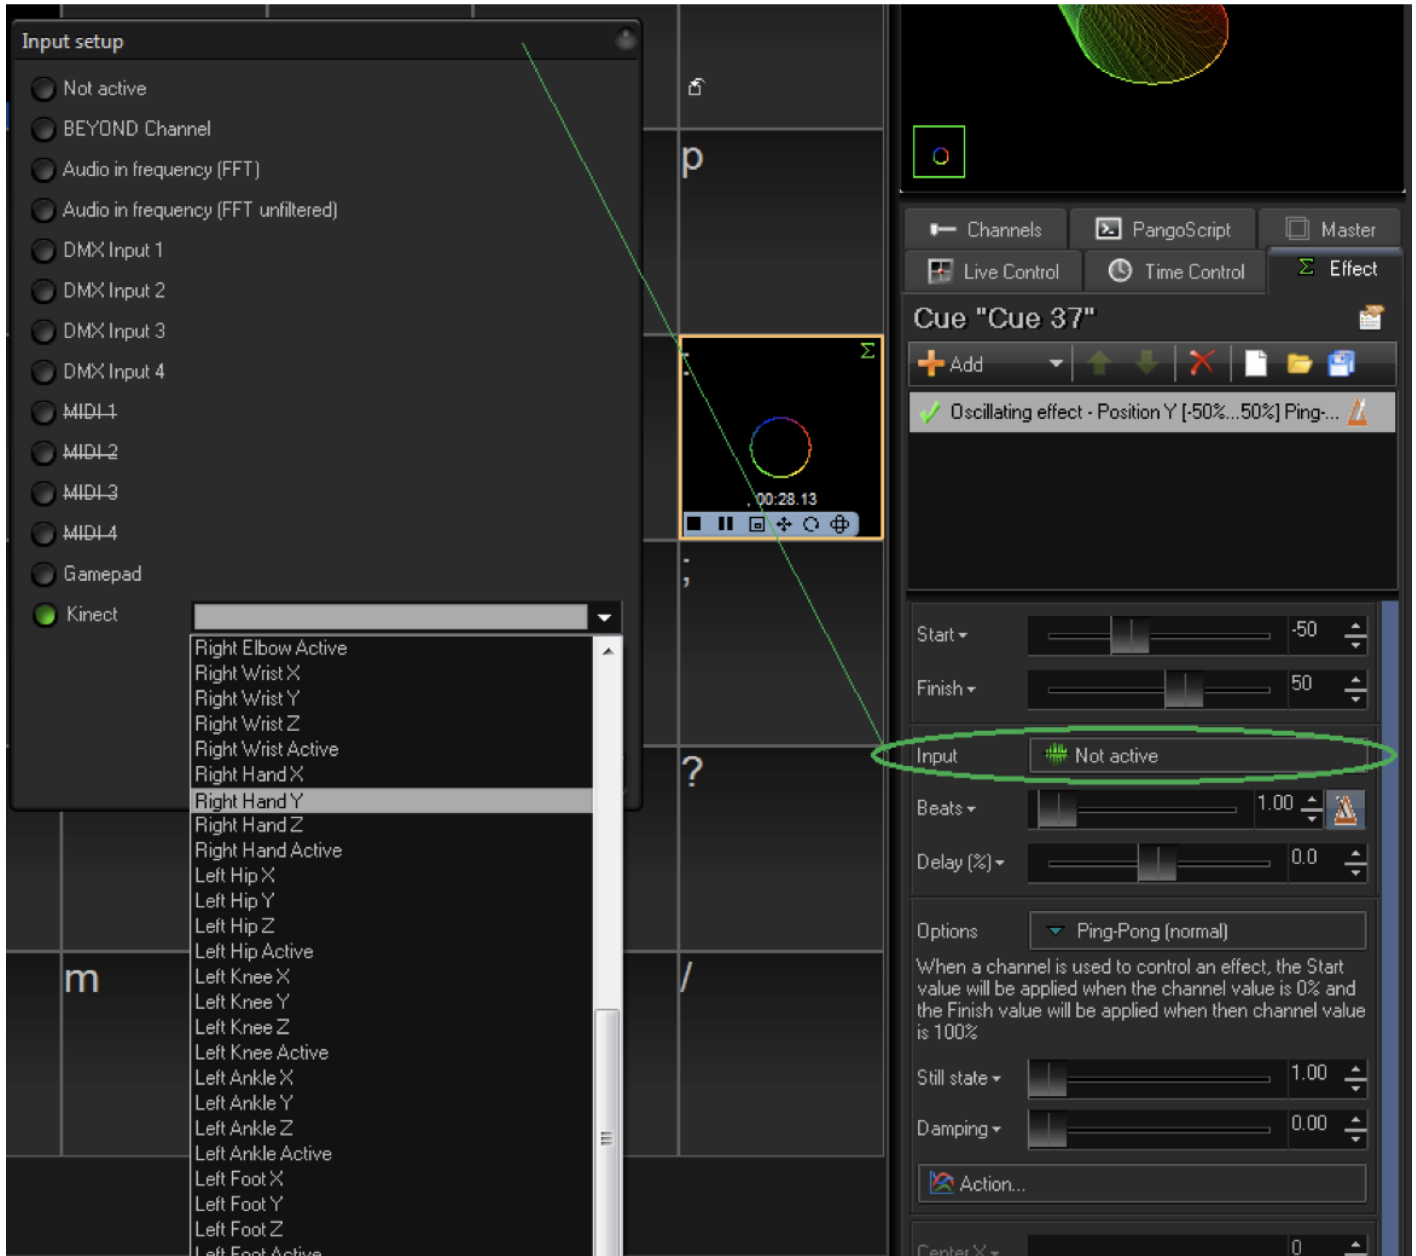 Input setup
Not active
BEYOND Channel
Audio in frequency (FFT)
Audio in frequency (FFT unfiltered)
DMX Input 1
DMX Input 2
DMX Input 3
DMX Input 4
MIDI 1
MIDI 2
MIDI 3
MIDI 4
Gamepad
Kinect
Right Elbow Active
Right Wrist X
Right Wrist Y
Right Wrist Z
Right Wrist Active
Right Hand X
Right Hand Y
Right Hand Z
Right Hand Active
Left Hip X
Left Hip Y
Left Hip Z
Left Hip Active
Left Knee X
Left Knee Y
Left Knee Z
Left Knee Active
Left Ankle X
Left Ankle Y
Left Ankle Z
Left Ankle Active
Left Foot X
Left Foot Y
Left Foot Z
Left Foot Active
m
p
Σ
, 00:28.13
;
?
/
Channels
PangoScript
Master
Live Control
Time Control
Σ Effect
Cue "Cue 37"
Add
Oscillating effect - Position Y [-50%...50%] Ping-...
Start -50
Finish 50
Input Not active
Beats 1.00
Delay (%) 0.0
Options Ping-Pong (normal)
When a channel is used to control an effect, the Start
value will be applied when the channel value is 0% and
the Finish value will be applied when then channel value
is 100%
Still state 1.00
Damping 0.00
Action...
Center X 0